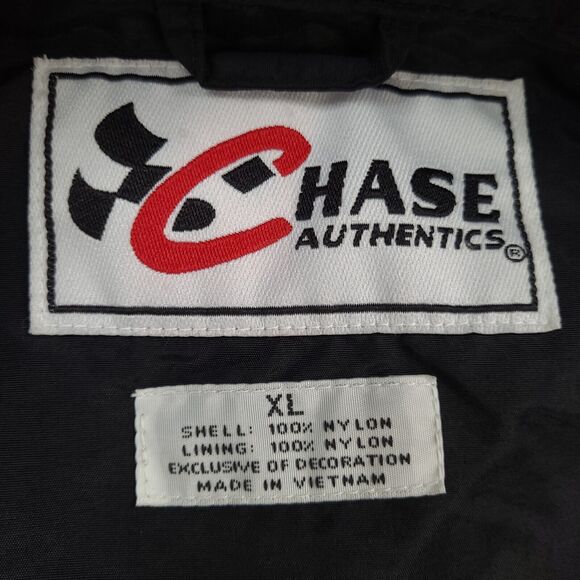 CHASE
AUTHENTICS®
XL
SHELL: 100% NYLON
LINING: 100% NYLON
EXCLUSIVE OF DECORATION
MADE IN VIETNAM